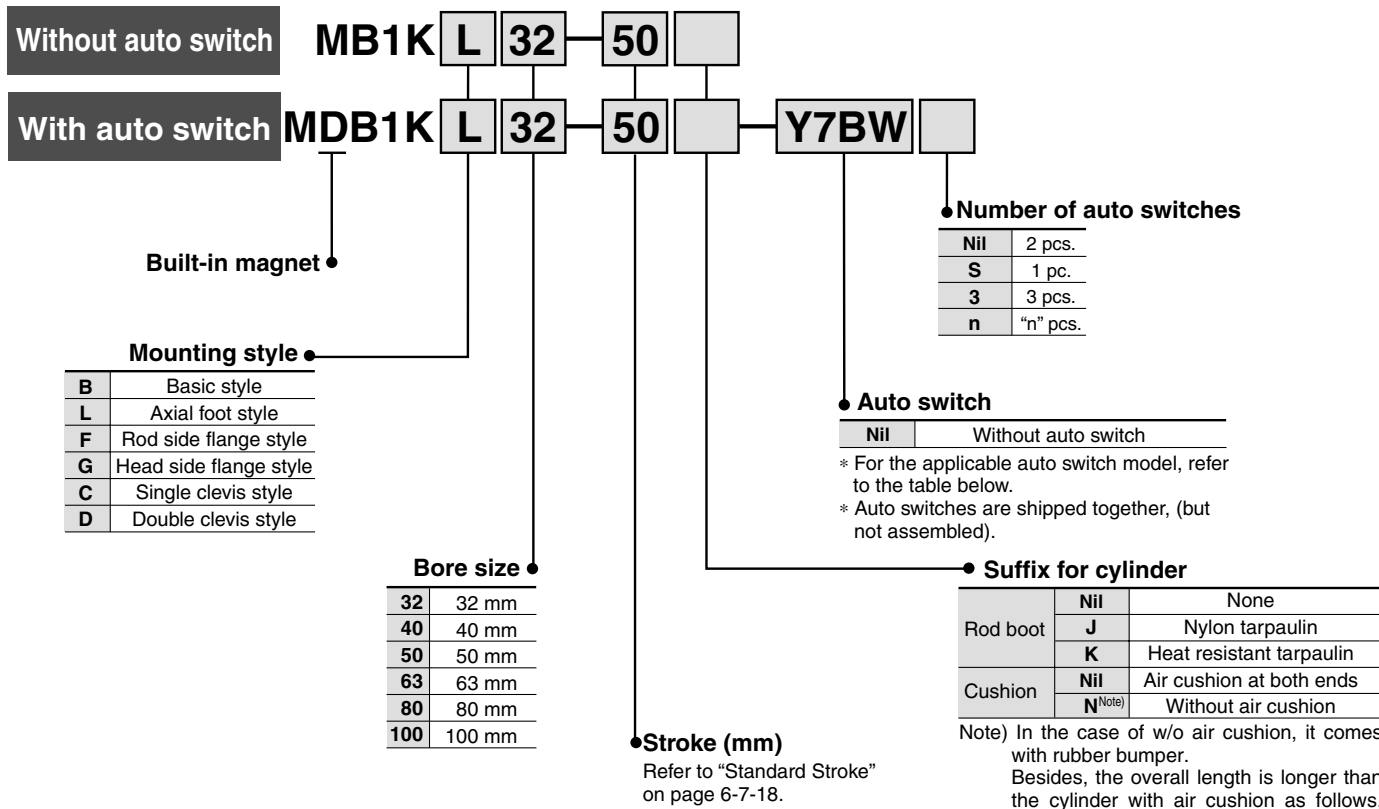 Without auto switch MB1K L 32 50
With auto switch MDB1K L 32 50 Y7BW
Built-in magnet
Number of auto switches
Nil 2 pcs.
S 1 pc.
3 3 pcs.
n “n” pcs.
Mounting style
B Basic style
L Axial foot style
F Rod side flange style
G Head side flange style
C Single clevis style
D Double clevis style
Auto switch
Nil Without auto switch
* For the applicable auto switch model, refer
to the table below.
* Auto switches are shipped together, (but
not assembled).
Bore size
32 32 mm
40 40 mm
50 50 mm
63 63 mm
80 80 mm
100 100 mm
Stroke (mm)
Refer to “Standard Stroke”
on page 6-7-18.
Suffix for cylinder
Rod boot
Nil None
J Nylon tarpaulin
K Heat resistant tarpaulin
Cushion
Nil Air cushion at both ends
N Note) Without air cushion
Note) In the case of w/o air cushion, it comes
with rubber bumper.
Besides, the overall length is longer than
the cylinder with air cushion as follows.